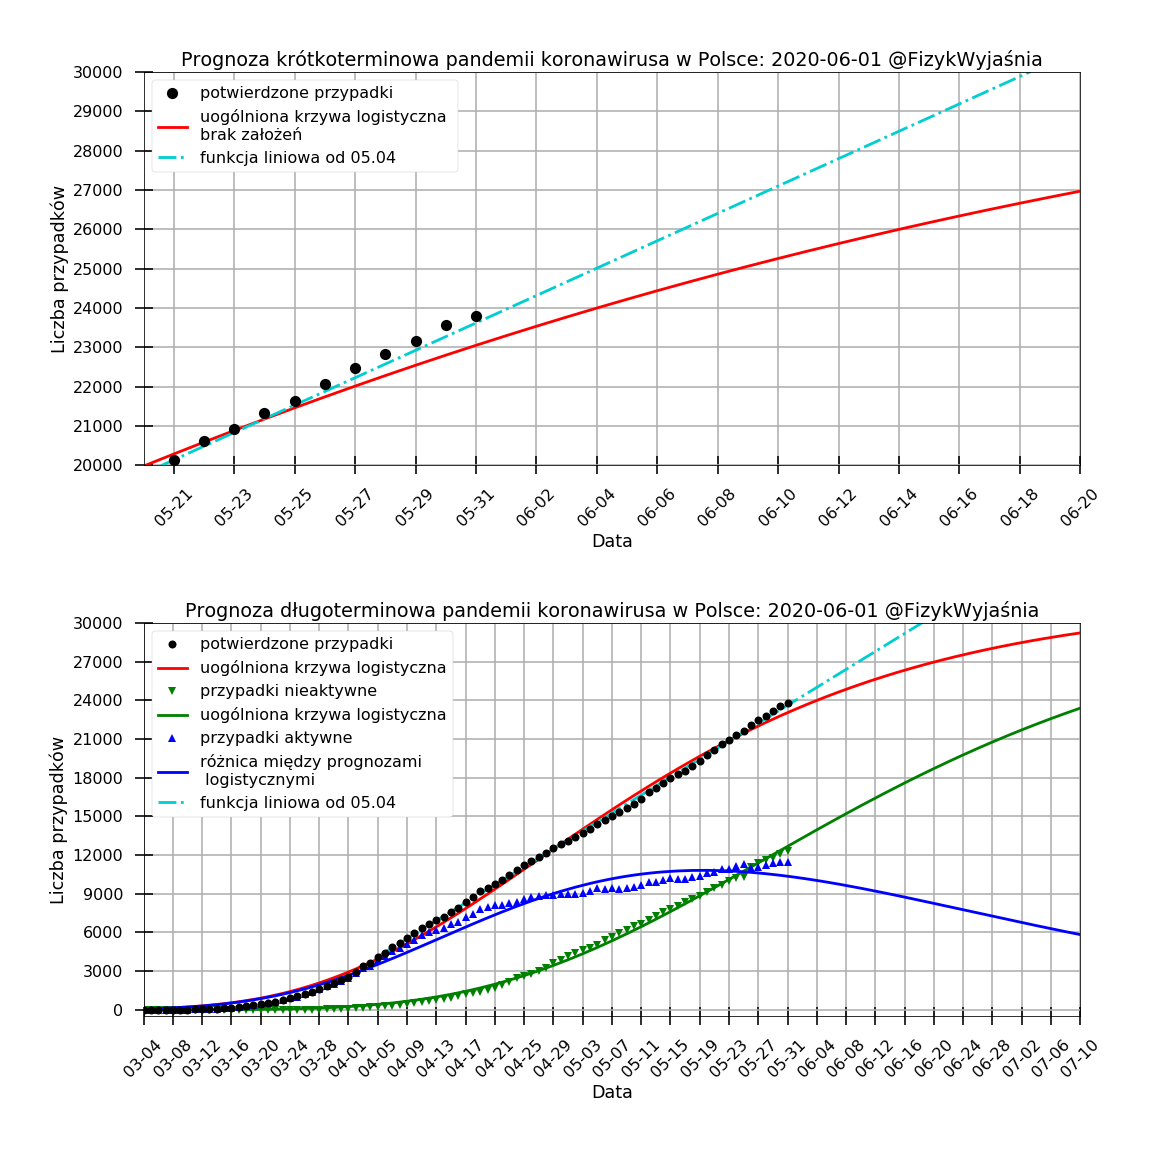 Prognoza krótkoterminowa pandemii koronawirusa w Polsce: 2020-06-01 @FizykWyjaśnia
30000
29000
28000
27000
26000
25000
24000
23000
22000
21000
20000
Liczba przypadków
potwierdzone przypadki
uogólniona krzywa logistyczna
brak założeń
funkcja liniowa od 05.04
05-21 05-23 05-25 05-27 05-29 05-31 06-02 06-04 06-06 06-08 06-10 06-12 06-14 06-16 06-18 06-20
Data
Prognoza długoterminowa pandemii koronawirusa w Polsce: 2020-06-01 @FizykWyjaśnia
30000
27000
24000
21000
18000
15000
12000
9000
6000
3000
0
Liczba przypadków
potwierdzone przypadki
uogólniona krzywa logistyczna
przypadki nieaktywne
uogólniona krzywa logistyczna
przypadki aktywne
różnica między prognozami
logistycznymi
funkcja liniowa od 05.04
03-04 03-08 03-12 03-16 03-20 03-24 03-28 04-01 04-05 04-09 04-13 04-17 04-21 04-25 04-29 05-03 05-07 05-11 05-15 05-19 05-23 05-27 05-31 06-04 06-08 06-12 06-16 06-20 06-24 06-28 07-02 07-06 07-10
Data